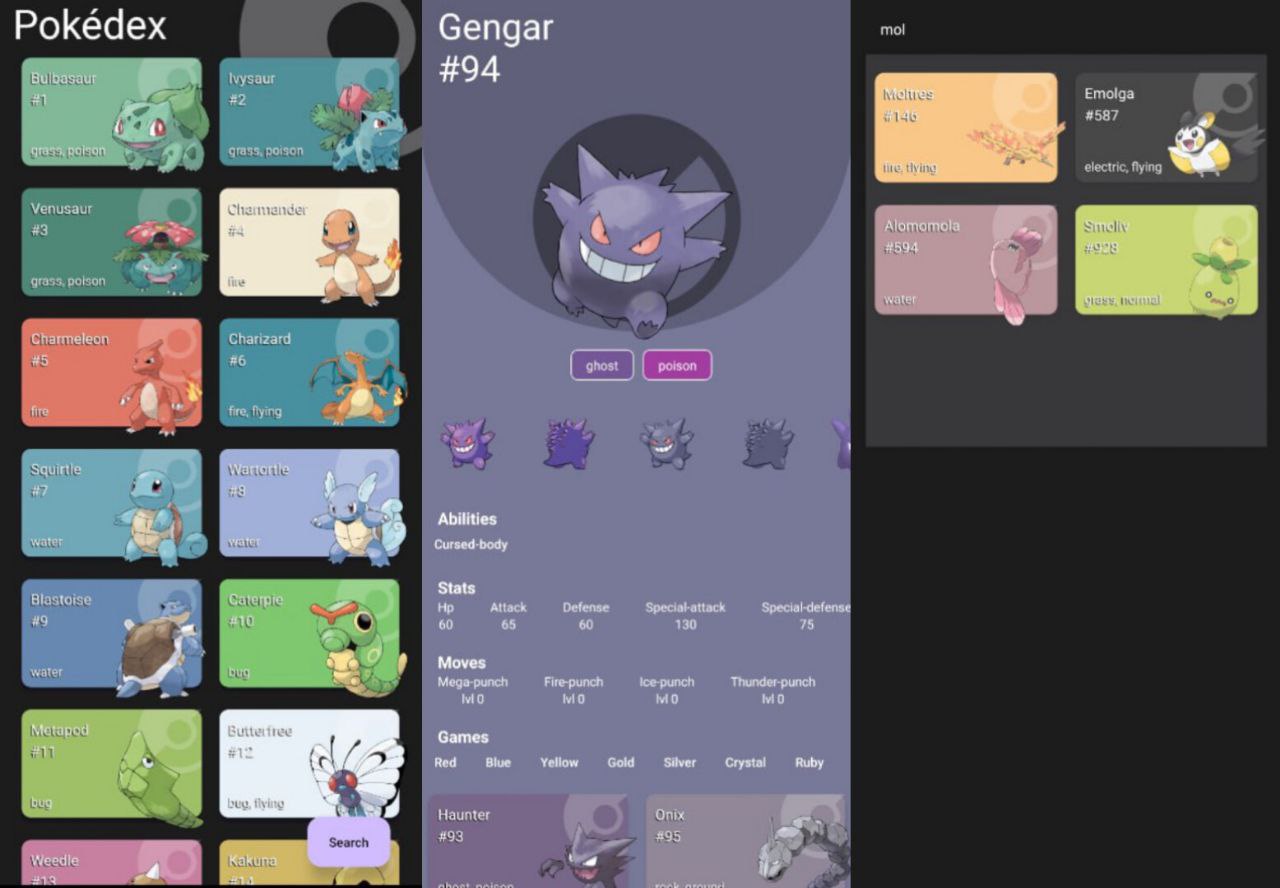 Pokédex
Bulbasaur
#1
grass, poison
Ivysaur
#2
grass, poison
Venusaur
#3
grass, poison
Charmander
#4
fire
Charmeleon
#5
fire
Charizard
#6
fire, flying
Squirtle
#7
water
Wartortle
#8
water
Blastoise
#9
water
Caterpie
#10
bug
Metapod
#11
bug
Butterfree
#12
bug, flying
Weedle
#13
Kakuna
#14
Search
Gengar
#94
ghost poison
Abilities
Cursed-body
Stats
Hp Attack Defense Special-attack Special-defense
60 65 60 130 75
Moves
Mega-punch Fire-punch Ice-punch Thunder-punch
lvl 0 lvl 0 lvl 0 lvl 0
Games
Red Blue Yellow Gold Silver Crystal Ruby
Haunter
#93
ghost, poison
Onix
#95
rock, ground
mol
Moltres
#146
fire, flying
Emolga
#587
electric, flying
Alomomola
#594
water
Smoliv
#928
grass, normal